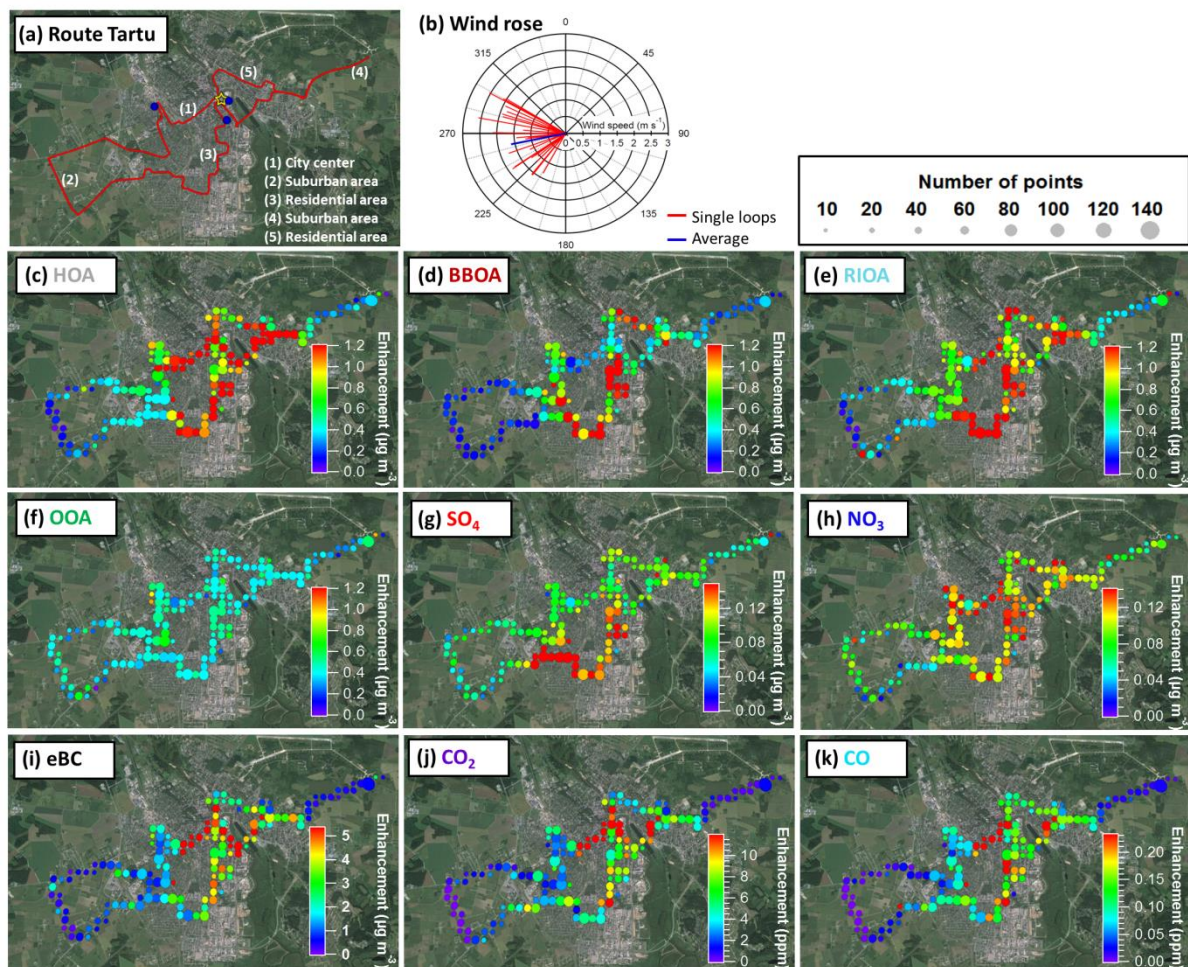 (a) Route Tartu
(1)
(2)
(3)
(4)
(5)
(1) City center
(2) Suburban area
(3) Residential area
(4) Suburban area
(5) Residential area
(b) Wind rose
0
315
45
270
90
225
135
180
Wind speed (m s⁻¹)
0 0.5 1 1.5 2 2.5 3
Single loops
Average
Number of points
10 20 40 60 80 100 120 140
(c) HOA
1.2
1.0
0.8
0.6
0.4
0.2
0.0
Enhancement (µg m⁻³)
(d) BBOA
1.2
1.0
0.8
0.6
0.4
0.2
0.0
Enhancement (µg m⁻³)
(e) RIOA
1.2
1.0
0.8
0.6
0.4
0.2
0.0
Enhancement (µg m⁻³)
(f) OOA
1.2
1.0
0.8
0.6
0.4
0.2
0.0
Enhancement (µg m⁻³)
(g) SO₄
0.12
0.08
0.04
0.00
Enhancement (µg m⁻³)
(h) NO₃
0.12
0.08
0.04
0.00
Enhancement (µg m⁻³)
(i) eBC
5
4
3
2
1
0
Enhancement (µg m⁻³)
(j) CO₂
10
8
6
4
2
0
Enhancement (ppm)
(k) CO
0.20
0.15
0.10
0.05
0.00
Enhancement (ppm)